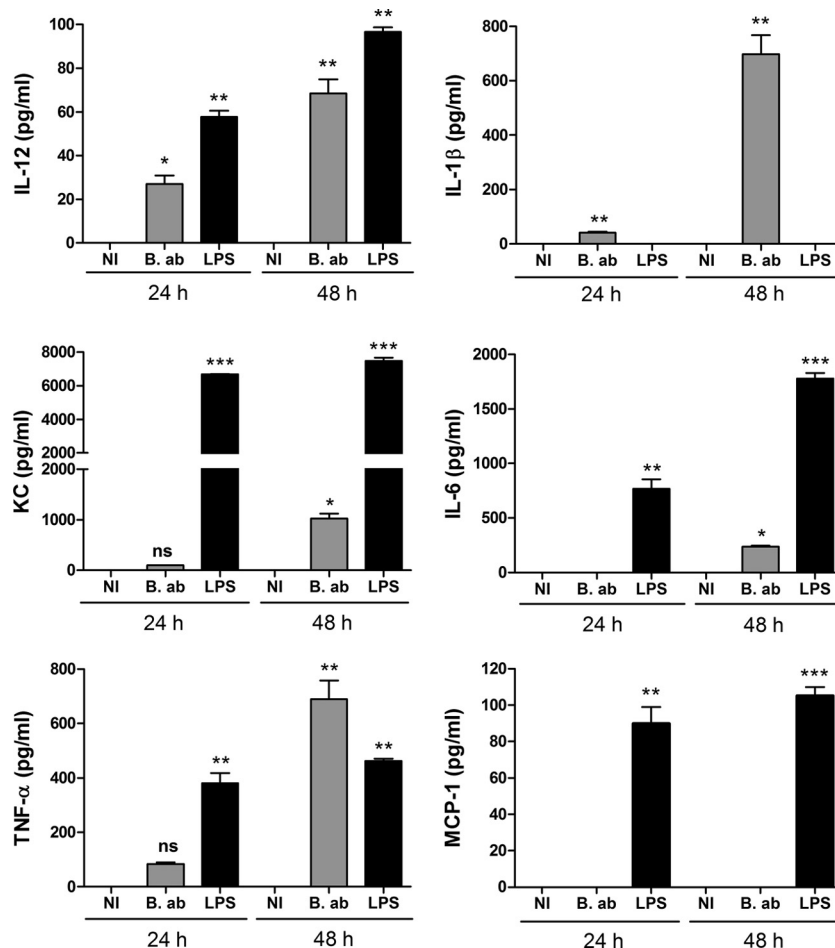 IL-12 (pg/ml)
100
80
60
40
20
0
*
**
**
**
NI B. ab LPS NI B. ab LPS
24 h 48 h
IL-1β (pg/ml)
800
600
400
200
0
**
**
NI B. ab LPS NI B. ab LPS
24 h 48 h
KC (pg/ml)
8000
6000
4000
2000
2000
1000
0
ns
***
*
***
NI B. ab LPS NI B. ab LPS
24 h 48 h
IL-6 (pg/ml)
2000
1500
1000
500
0
**
*
***
NI B. ab LPS NI B. ab LPS
24 h 48 h
TNF-α (pg/ml)
800
600
400
200
0
ns
**
**
**
NI B. ab LPS NI B. ab LPS
24 h 48 h
MCP-1 (pg/ml)
120
100
80
60
40
20
0
**
***
NI B. ab LPS NI B. ab LPS
24 h 48 h